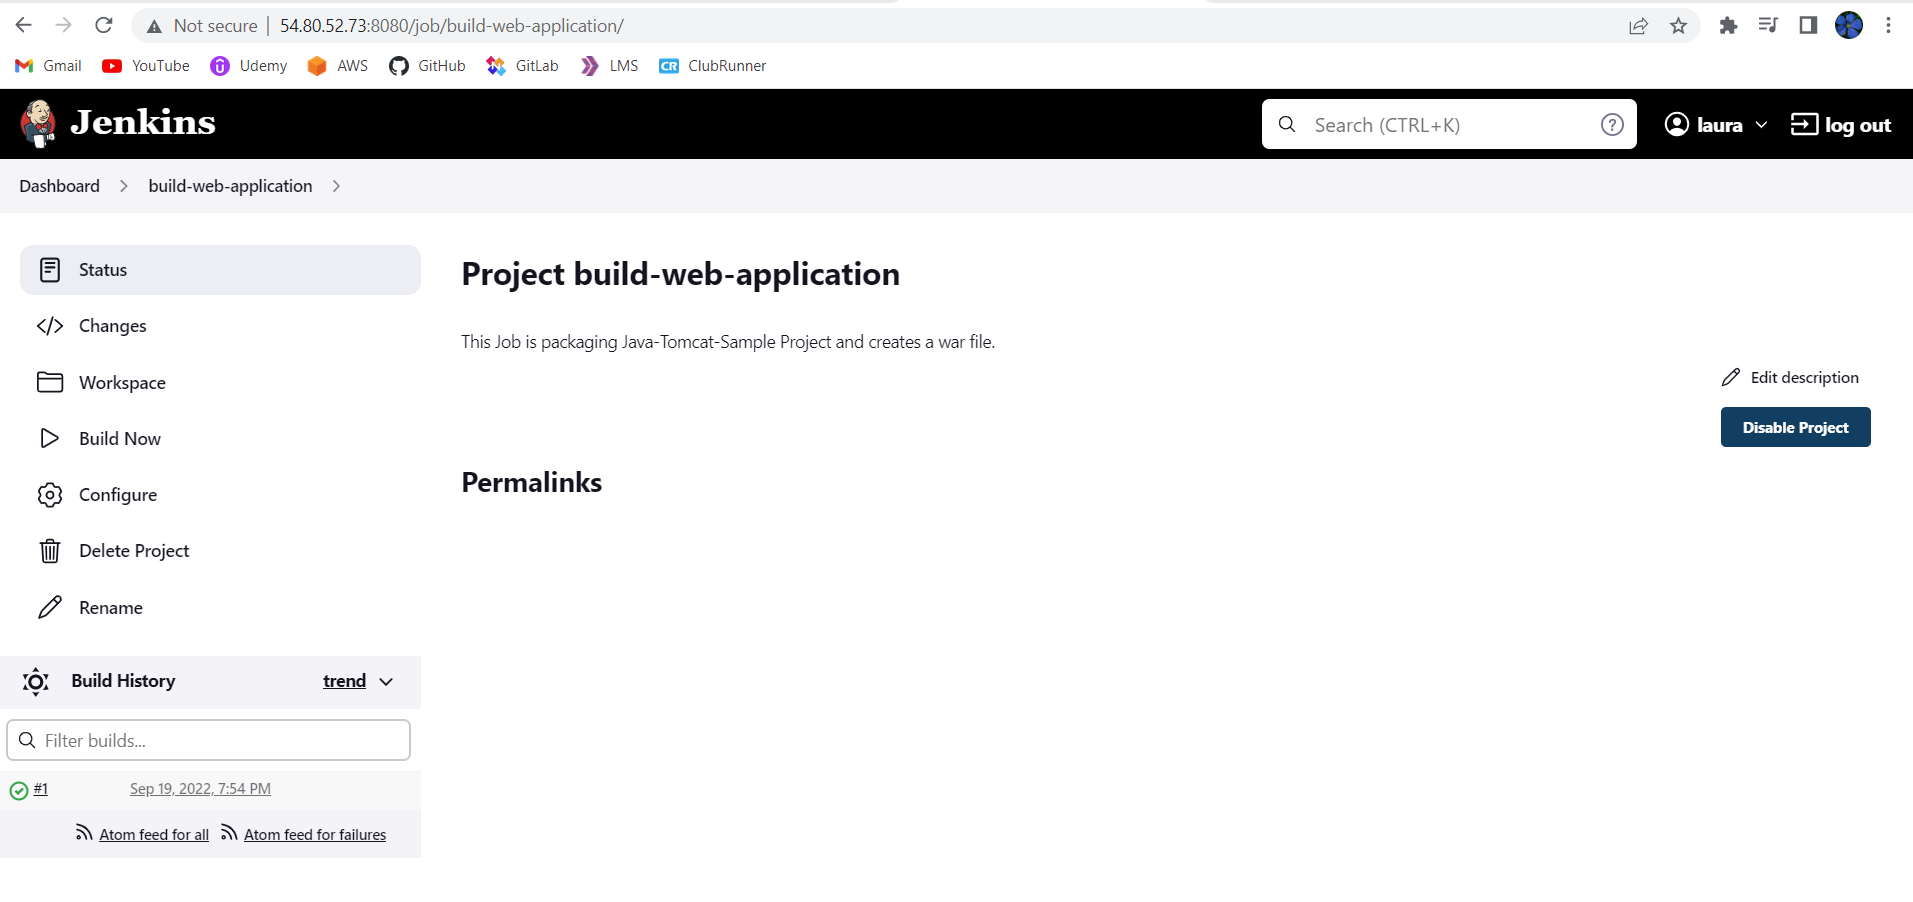 Not secure | 54.80.52.73:8080/job/build-web-application/
Gmail YouTube Udemy AWS GitHub GitLab LMS CR ClubRunner
Jenkins Search (CTRL+K) ? laura log out
Dashboard > build-web-application >
Status
Changes
Workspace
Build Now
Configure
Delete Project
Rename
Build History trend
Filter builds...
#1 Sep 19, 2022, 7:54 PM
Atom feed for all Atom feed for failures
Project build-web-application
This Job is packaging Java-Tomcat-Sample Project and creates a war file.
Edit description
Disable Project
Permalinks